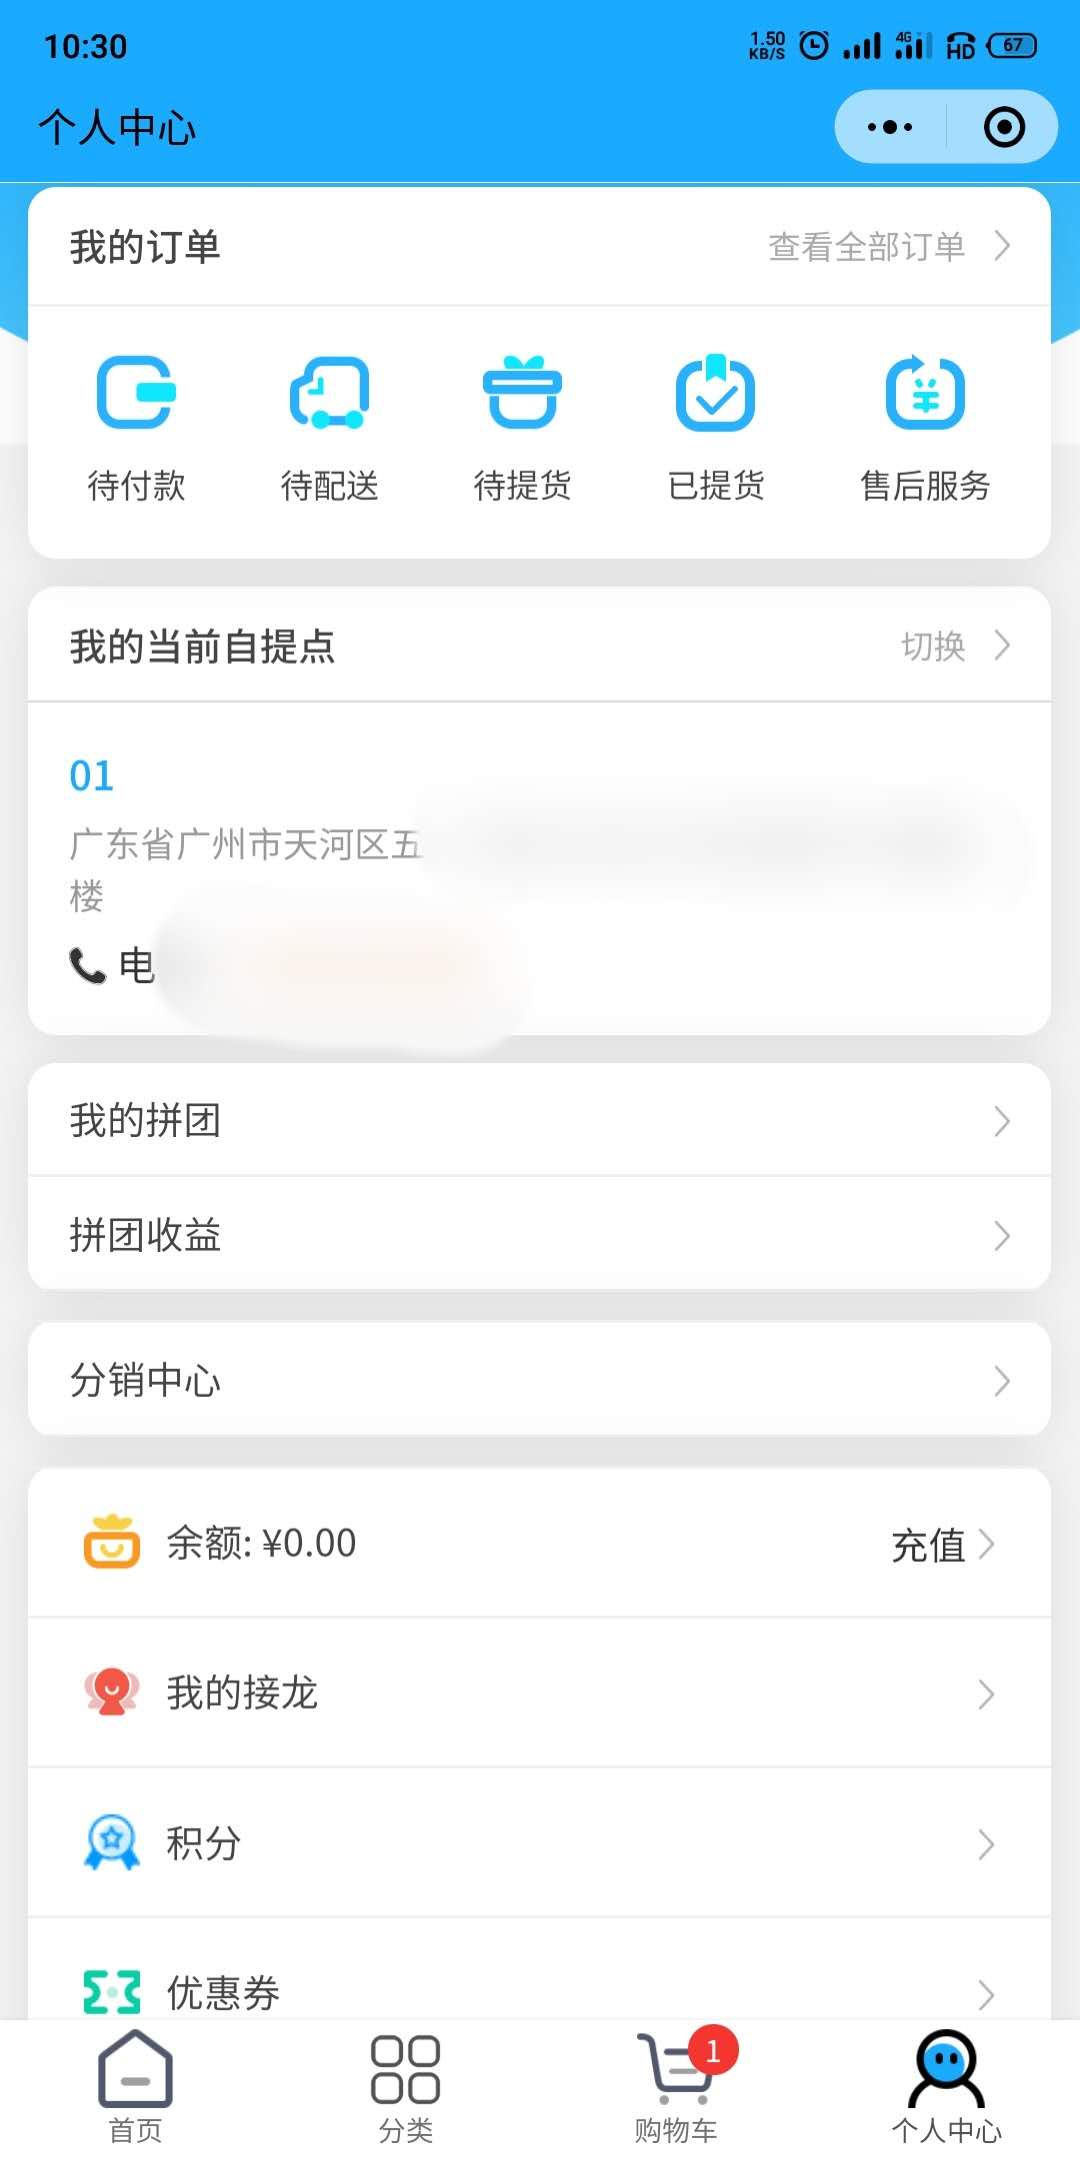 10:30
1.50 KB/S 4G HD 67
个人中心
我的订单 查看全部订单
待付款 待配送 待提货 已提货 售后服务
我的当前自提点 切换
01
广东省广州市天河区五
楼
电
我的拼团
拼团收益
分销中心
余额: ¥0.00 充值
我的接龙
积分
优惠券
1
首页 分类 购物车 个人中心